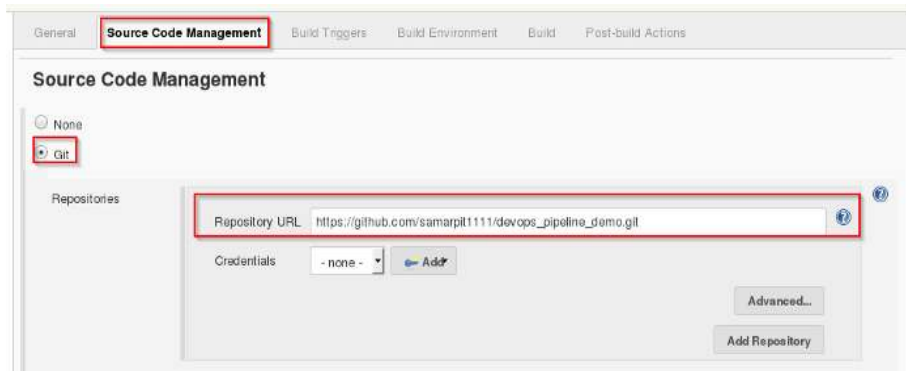 General Source Code Management Build Triggers Build Environment Build Post-build Actions
Source Code Management
None
Git
Repositories
Repository URL https://github.com/samarpit1111/devops_pipeline_demo.git
Credentials - none - Add
Advanced...
Add Repository